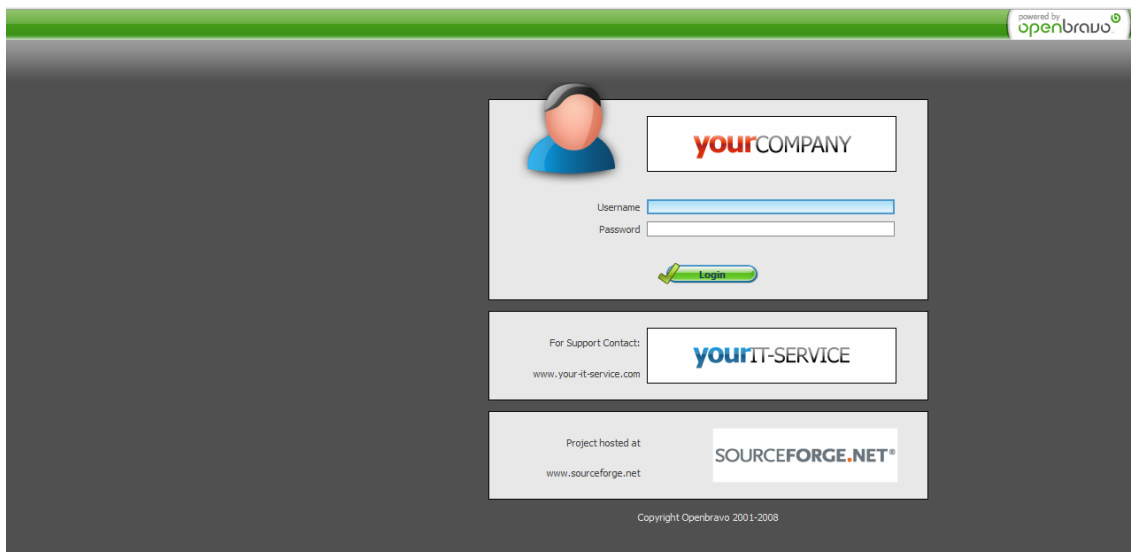 powered by
openbravo
yourCOMPANY
Username
Password
Login
For Support Contact:
www.your-it-service.com
yourIT-SERVICE
Project hosted at
www.sourceforge.net
SOURCEFORGE.NET®
Copyright Openbravo 2001-2008